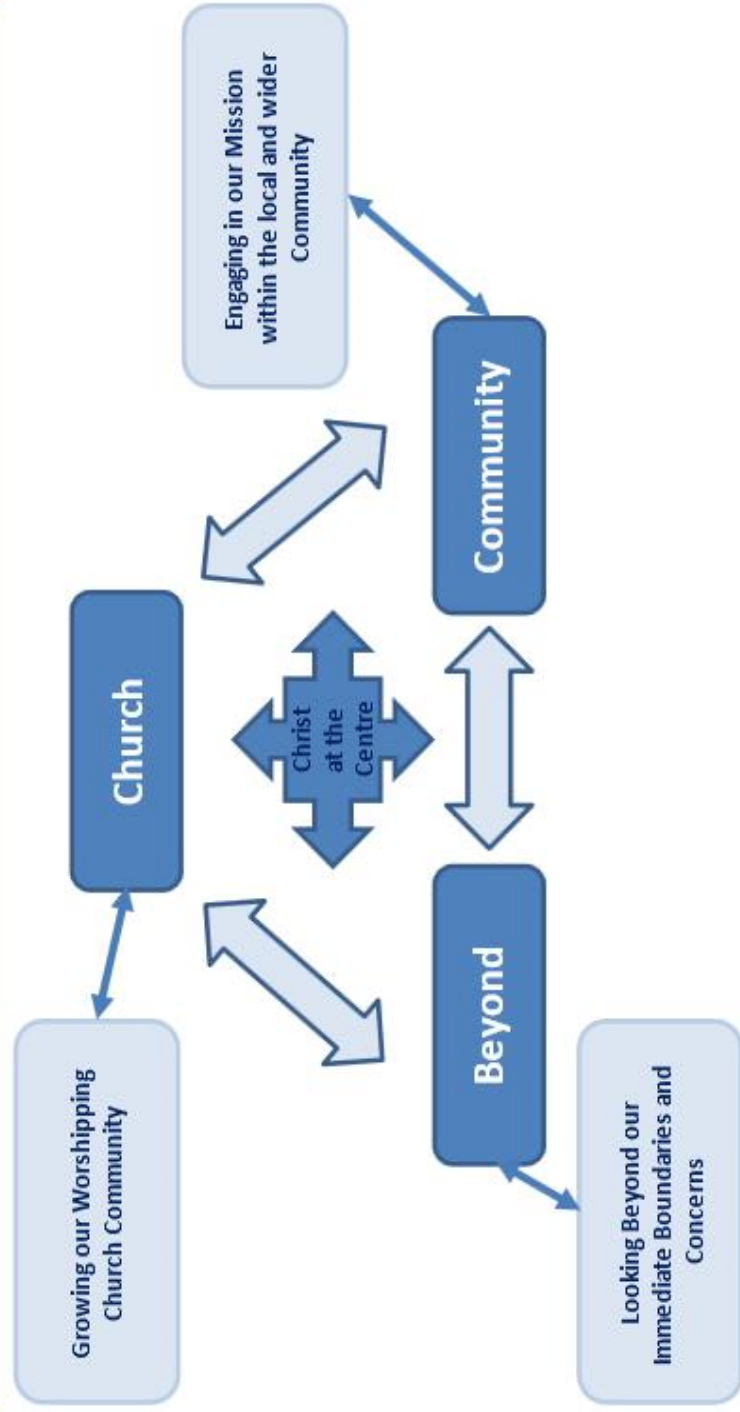 Growing our Worshipping
Church Community
Church
Engaging in our Mission
within the local and wider
Community
Christ
at the
Centre
Beyond
Community
Looking Beyond our
Immediate Boundaries and
Concerns